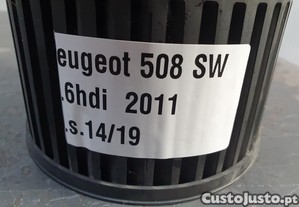 eugeot 508 SW
.6hdi 2011
.s.14/19
CustoJusto.pt